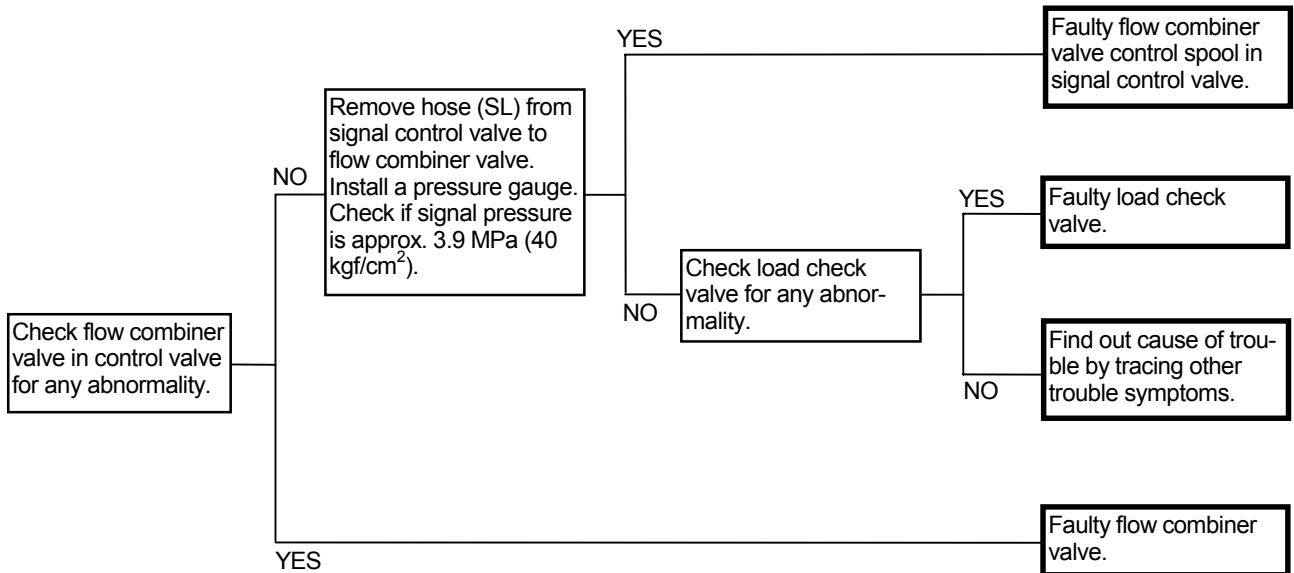 Check flow combiner
valve in control valve
for any abnormality.
NO
Remove hose (SL) from
signal control valve to
flow combiner valve.
Install a pressure gauge.
Check if signal pressure
is approx. 3.9 MPa (40
kgf/cm²).
YES
Faulty flow combiner
valve control spool in
signal control valve.
NO
Check load check
valve for any abnor-
mality.
YES
Faulty load check
valve.
NO
Find out cause of trou-
ble by tracing other
trouble symptoms.
YES
Faulty flow combiner
valve.